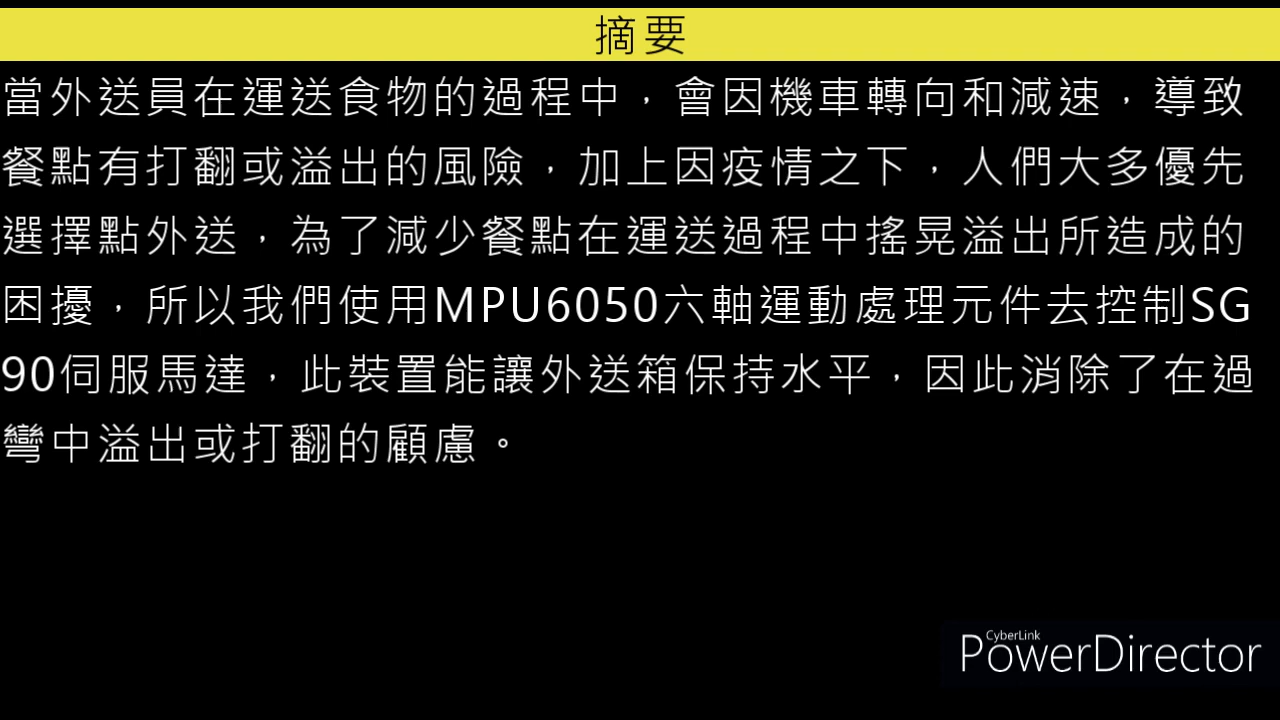 摘要
當外送員在運送食物的過程中，會因機車轉向和減速，導致
餐點有打翻或溢出的風險，加上因疫情之下，人們大多優先
選擇點外送，為了減少餐點在運送過程中搖晃溢出所造成的
困擾，所以我們使用MPU6050六軸運動處理元件去控制SG
90伺服馬達，此裝置能讓外送箱保持水平，因此消除了在過
彎中溢出或打翻的顧慮。
CyberLink
PowerDirector